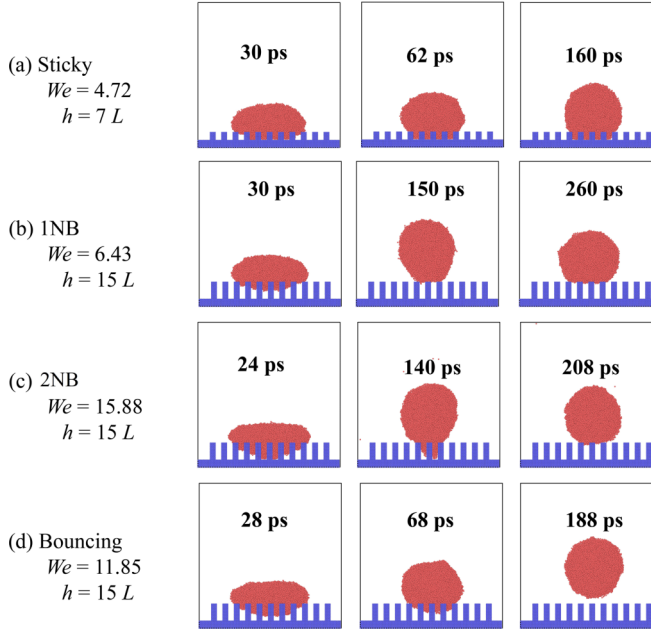 (a) Sticky
We = 4.72
h = 7 L
30 ps
62 ps
160 ps
(b) 1NB
We = 6.43
h = 15 L
30 ps
150 ps
260 ps
(c) 2NB
We = 15.88
h = 15 L
24 ps
140 ps
208 ps
(d) Bouncing
We = 11.85
h = 15 L
28 ps
68 ps
188 ps